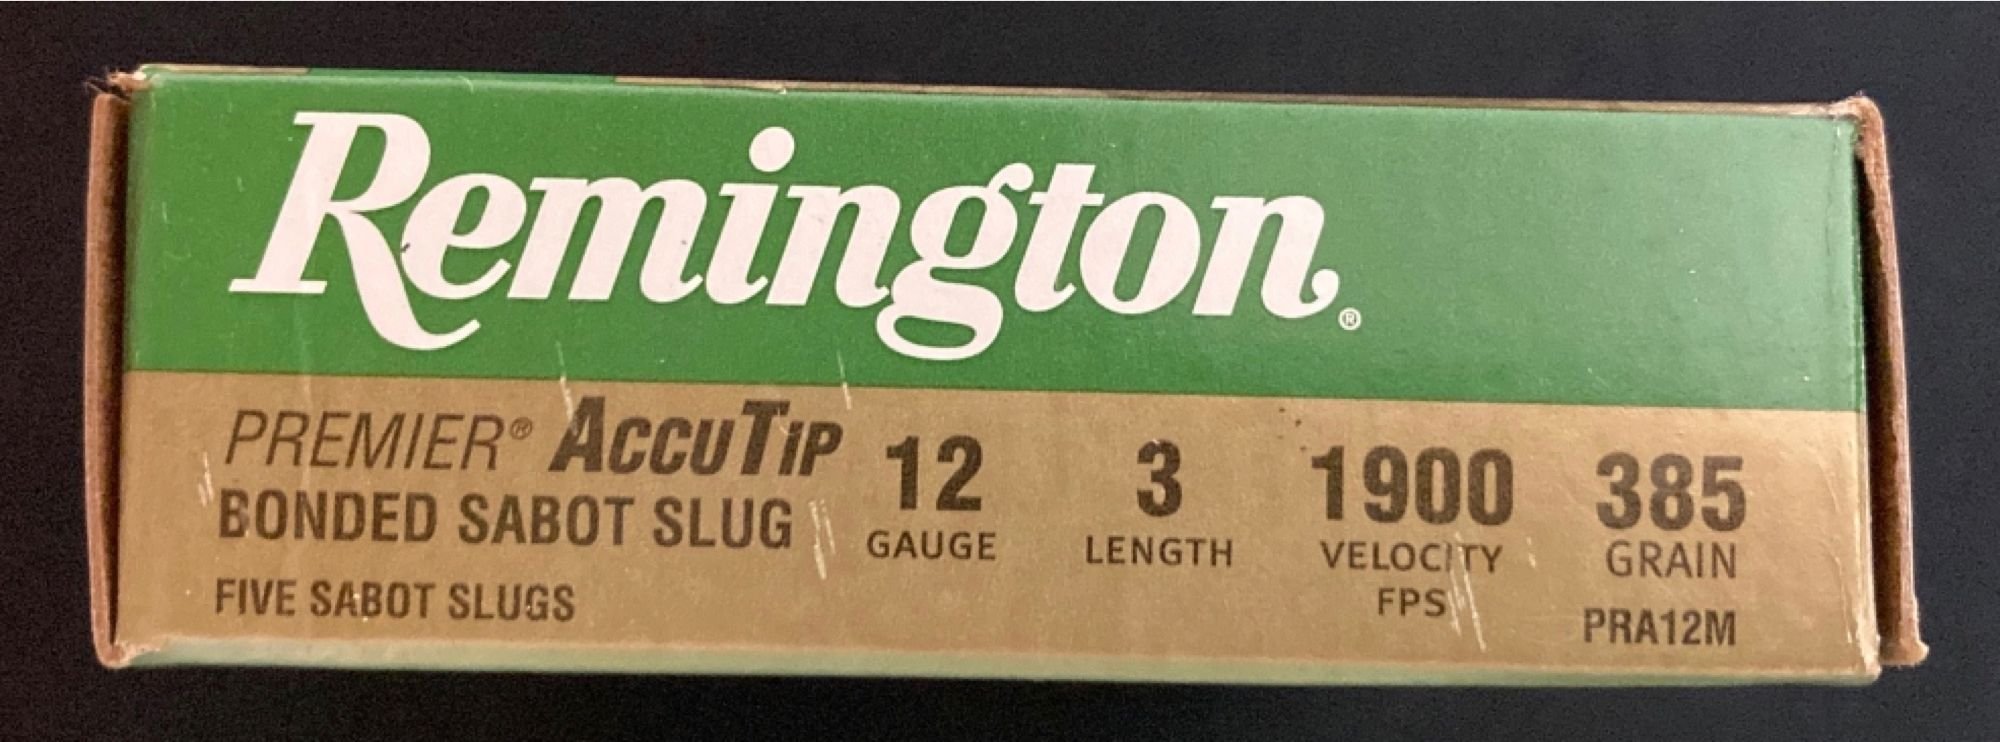 Remington®
PREMIER® ACCUTIP
BONDED SABOT SLUG
FIVE SABOT SLUGS
12
GAUGE
3
LENGTH
1900
VELOCITY
FPS
385
GRAIN
PRA12M